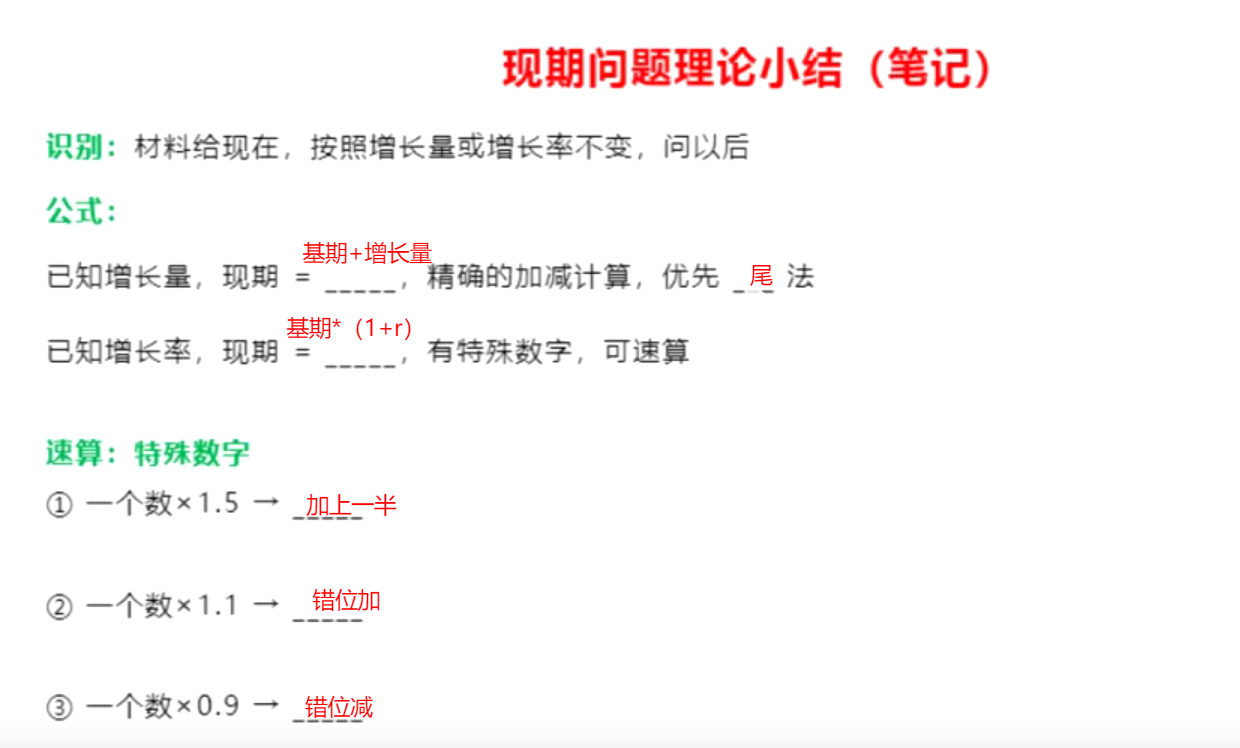 现期问题理论小结（笔记）
识别：材料给现在，按照增长量或增长率不变，问以后
公式：
基期+增长量
已知增长量，现期 = _____，精确的加减计算，优先 _尾_ 法
基期*（1+r）
已知增长率，现期 = _____，有特殊数字，可速算
速算：特殊数字
① 一个数×1.5 → 加上一半
② 一个数×1.1 → 错位加
③ 一个数×0.9 → 错位减